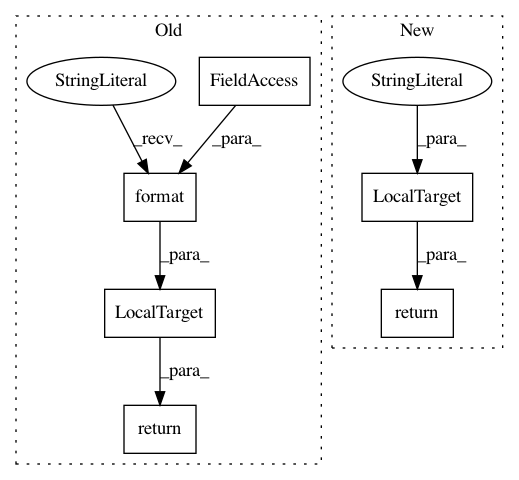 Old
StringLiteral
FieldAccess
_recv_
_para_
format
_para_
LocalTarget
_para_
return
New
StringLiteral
_para_
LocalTarget
_para_
return